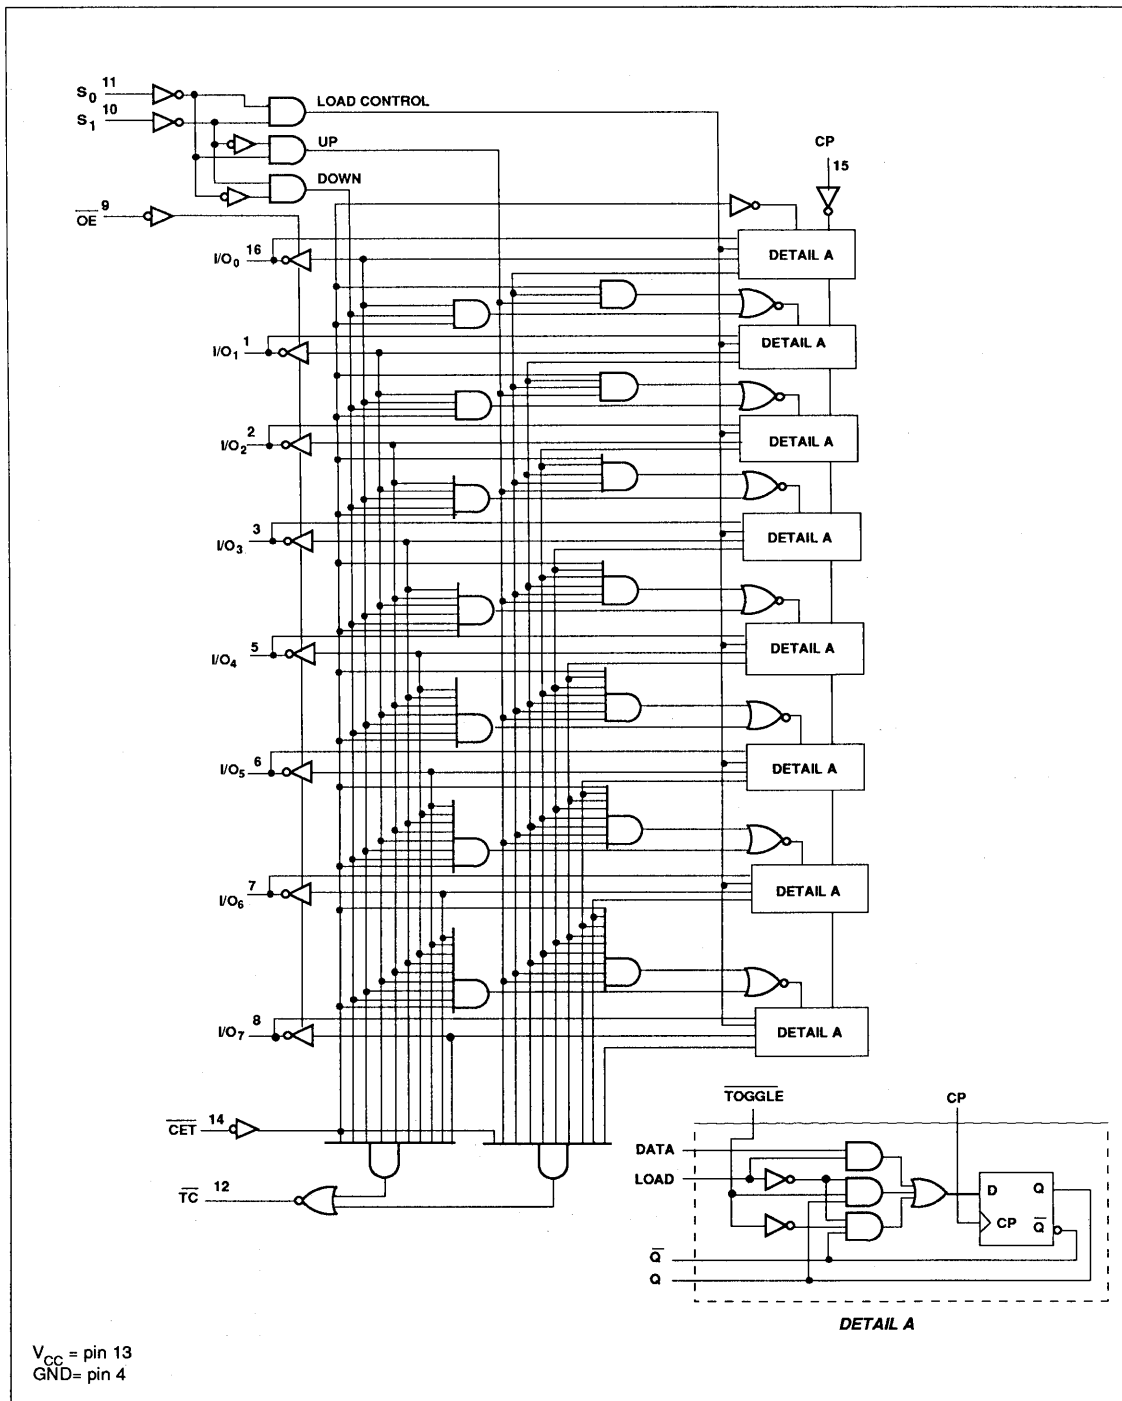 S0 11
LOAD CONTROL
S1 10
UP
CP
15
DOWN
OE 9
I/O0 16
DETAIL A
I/O1 1
DETAIL A
I/O2 2
DETAIL A
I/O3 3
DETAIL A
I/O4 5
DETAIL A
I/O5 6
DETAIL A
I/O6 7
DETAIL A
I/O7 8
DETAIL A
TOGGLE
CP
CET 14
DATA
LOAD
D Q
TC 12
CP Q
Q
Q
DETAIL A
VCC = pin 13
GND= pin 4